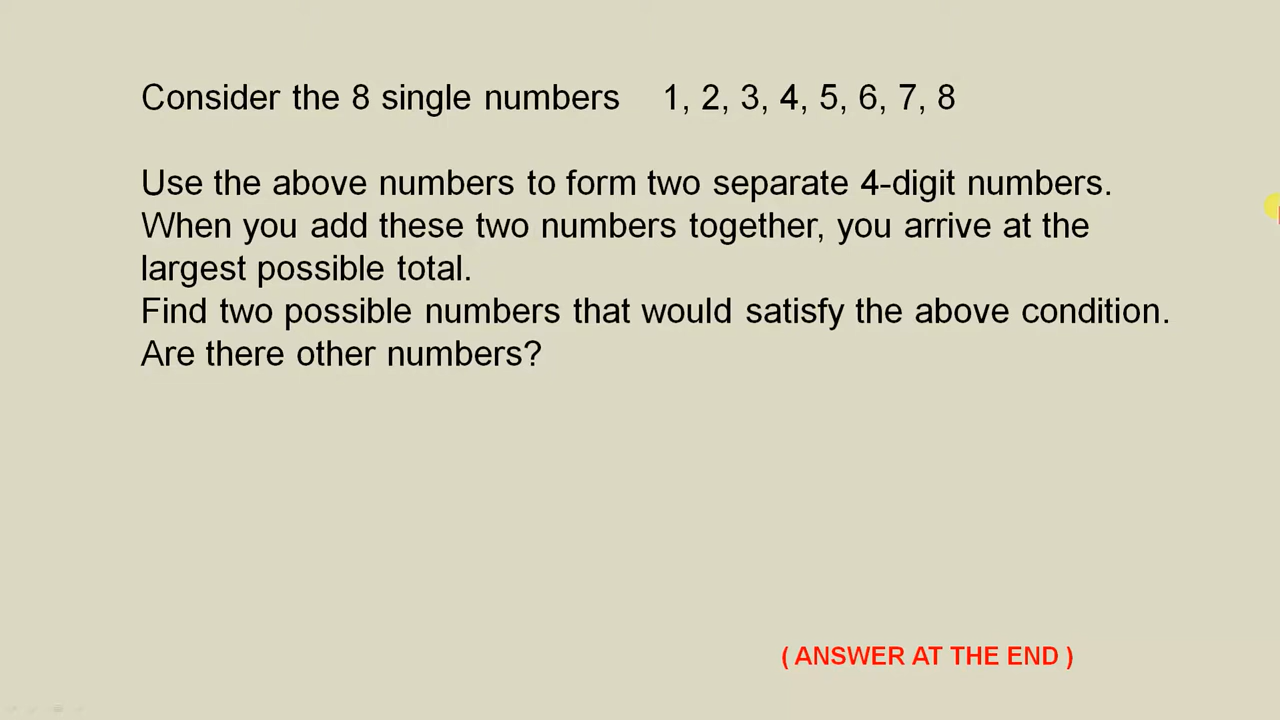 Consider the 8 single numbers 1, 2, 3, 4, 5, 6, 7, 8
Use the above numbers to form two separate 4-digit numbers.
When you add these two numbers together, you arrive at the
largest possible total.
Find two possible numbers that would satisfy the above condition.
Are there other numbers?
( ANSWER AT THE END )